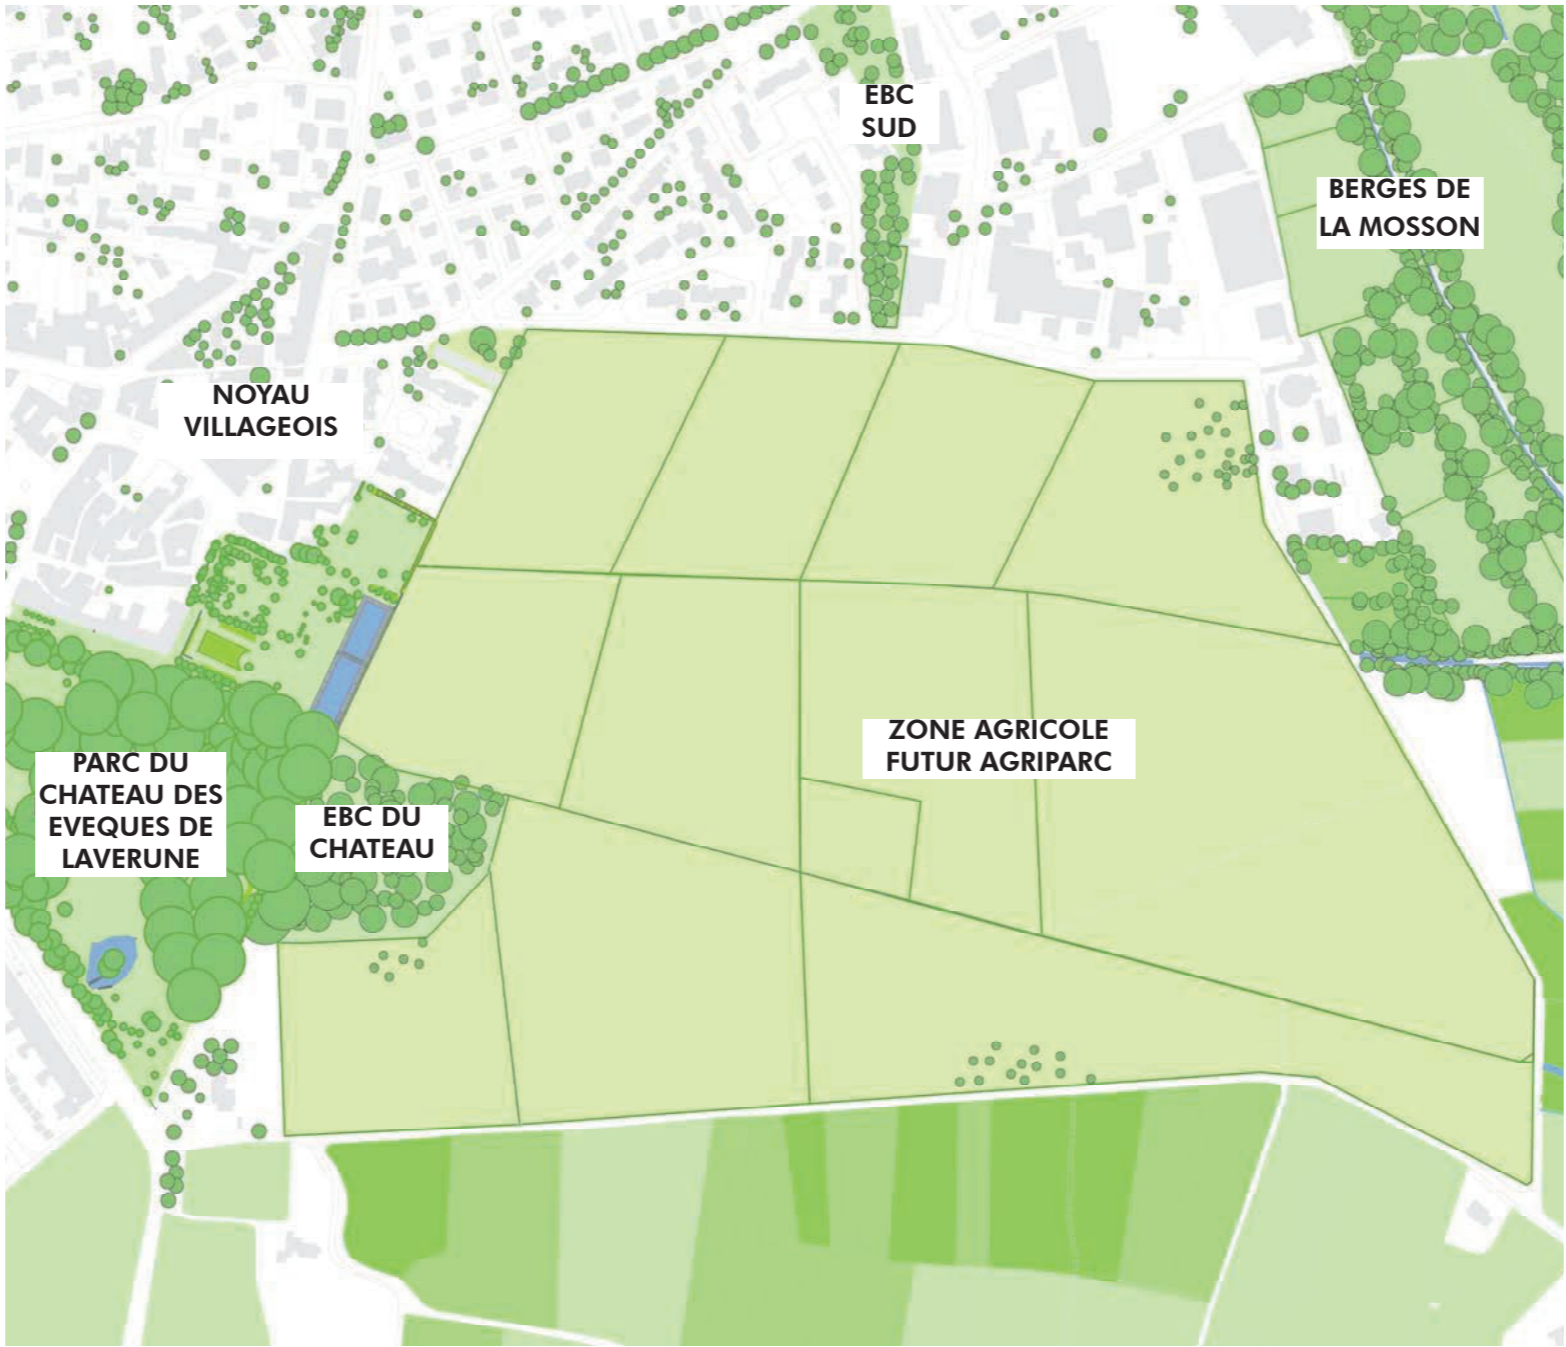 EBC
SUD
BERGES DE
LA MOSSON
NOYAU
VILLAGEOIS
ZONE AGRICOLE
FUTUR AGRIPARC
PARC DU
CHATEAU DES
EVEQUES DE
LAVERUNE
EBC DU
CHATEAU